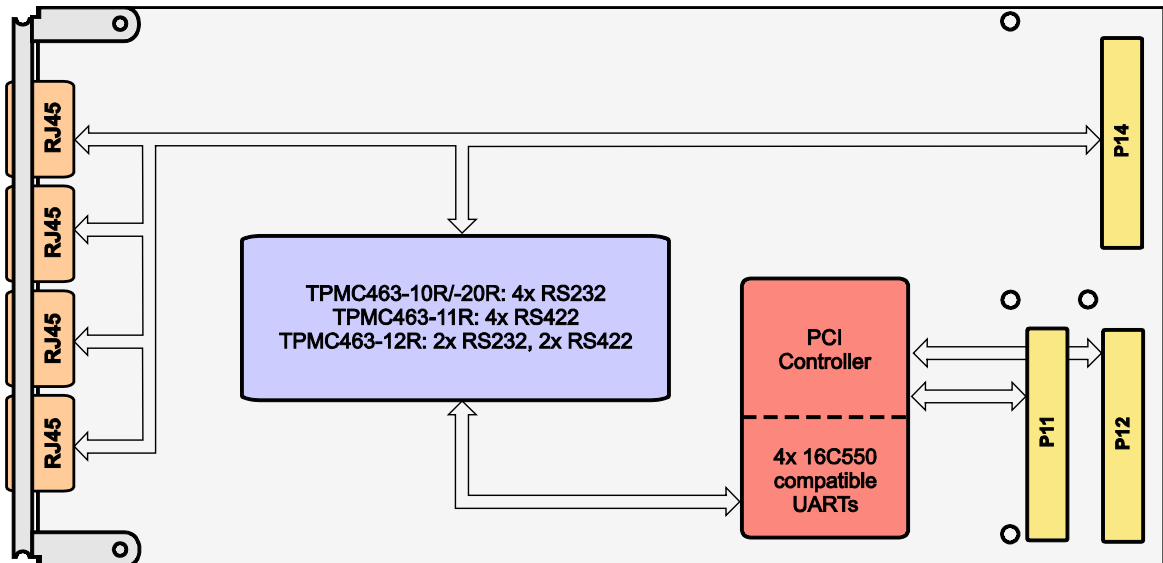 RJ45
RJ45
RJ45
RJ45
TPMC463-10R/-20R: 4x RS232
TPMC463-11R: 4x RS422
TPMC463-12R: 2x RS232, 2x RS422
PCI
Controller
4x 16C550
compatible
UARTs
P14
P11
P12